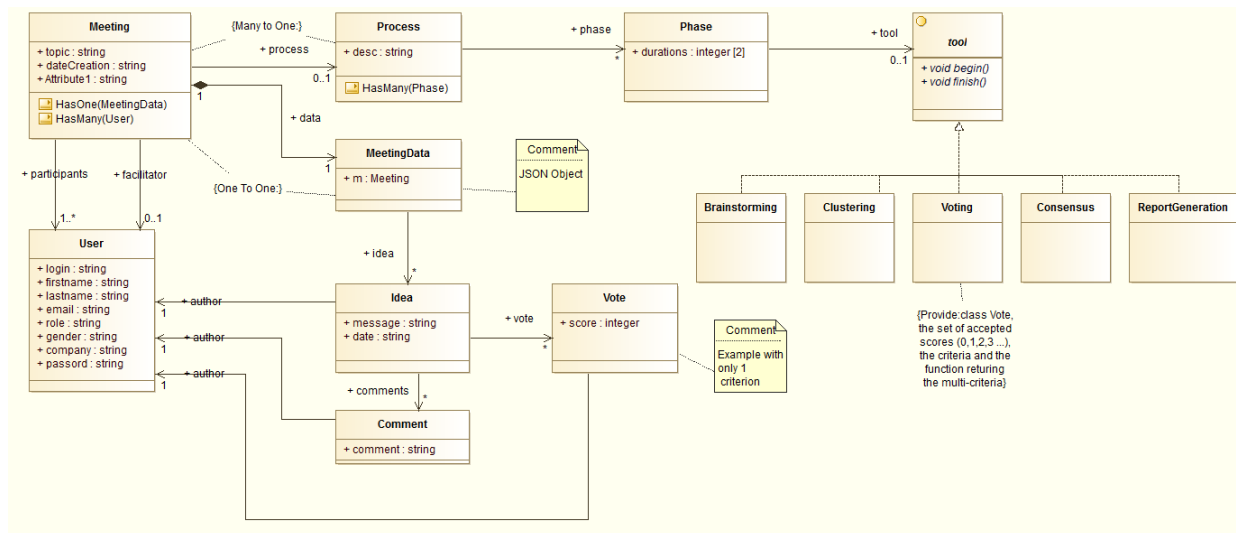 Meeting
+ topic : string
+ dateCreation : string
+ Attribute1 : string
HasOne(MeetingData)
HasMany(User)
{Many to One:}
+ process
0..1
Process
+ desc : string
HasMany(Phase)
+ phase
*
Phase
+ durations : integer [2]
+ tool
0..1
tool
+ void begin()
+ void finish()
1
+ data
1
{One To One:}
MeetingData
+ m : Meeting
Comment
JSON Object
+ participants
+ facilitator
1..*
0..1
User
+ login : string
+ firstname : string
+ lastname : string
+ email : string
+ role : string
+ gender : string
+ company : string
+ passord : string
+ idea
*
Idea
+ message : string
+ date : string
+ author
1
+ author
1
+ author
1
+ vote
*
Vote
+ score : integer
Comment
Example with
only 1
criterion
+ comments
*
Comment
+ comment : string
Brainstorming
Clustering
Voting
Consensus
ReportGeneration
{Provide:class Vote,
the set of accepted
scores (0,1,2,3 ...),
the criteria and the
function returing
the multi-criteria}